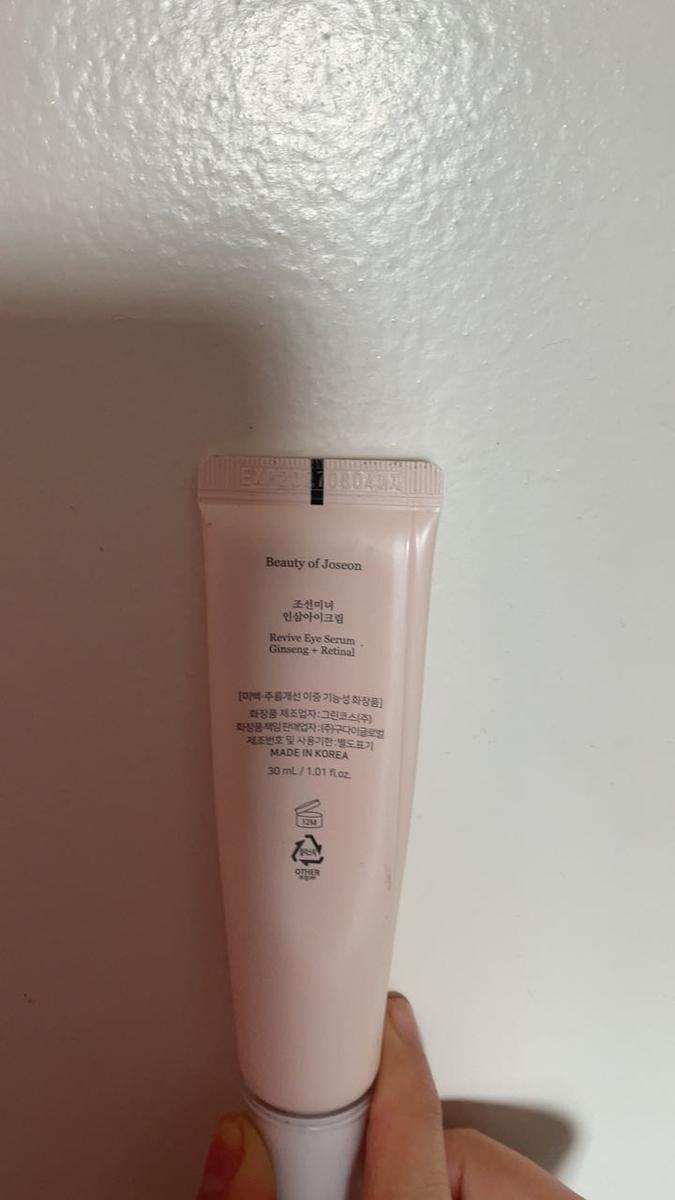 Beauty of Joseon
조선미녀
인삼아이크림
Revive Eye Serum
Ginseng + Retinal
[미백·주름개선 이중 기능성 화장품]
화장품 제조업자 : 그린코스(주)
화장품책임판매업자 : (주)구다이글로벌
제조번호 및 사용기한 : 별도표기
MADE IN KOREA
30 mL / 1.01 fl.oz.
12M
OTHER